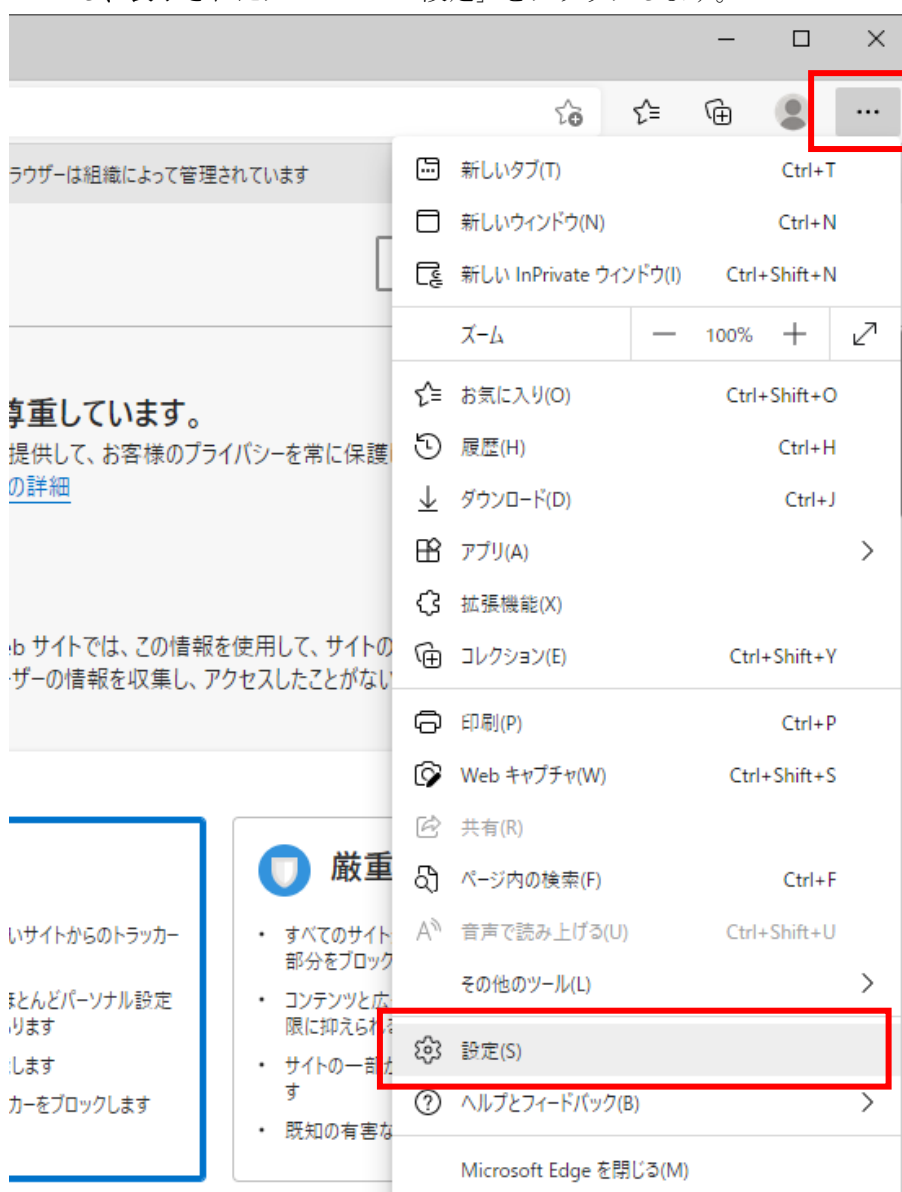 設定」をクリックします。
ラウザーは組織によって管理されています
新しいタブ(T) Ctrl+T
新しいウィンドウ(N) Ctrl+N
新しい InPrivate ウィンドウ(I) Ctrl+Shift+N
ズーム — 100% +
お気に入り(O) Ctrl+Shift+O
履歴(H) Ctrl+H
ダウンロード(D) Ctrl+J
アプリ(A)
拡張機能(X)
コレクション(E) Ctrl+Shift+Y
印刷(P) Ctrl+P
Web キャプチャ(W) Ctrl+Shift+S
共有(R)
ページ内の検索(F) Ctrl+F
音声で読み上げる(U) Ctrl+Shift+U
その他のツール(L)
設定(S)
ヘルプとフィードバック(B)
Microsoft Edge を閉じる(M)
尊重しています。
提供して、お客様のプライバシーを常に保護
の詳細
eb サイトでは、この情報を使用して、サイトの
ーザーの情報を収集し、アクセスしたことがない
いサイトからのトラッカー
ほとんどパーソナル設定
ります
します
カーをブロックします
厳重
・ すべてのサイト
部分をブロック
・ コンテンツと広
限に抑えられ
・ サイトの一部が
す
・ 既知の有害な